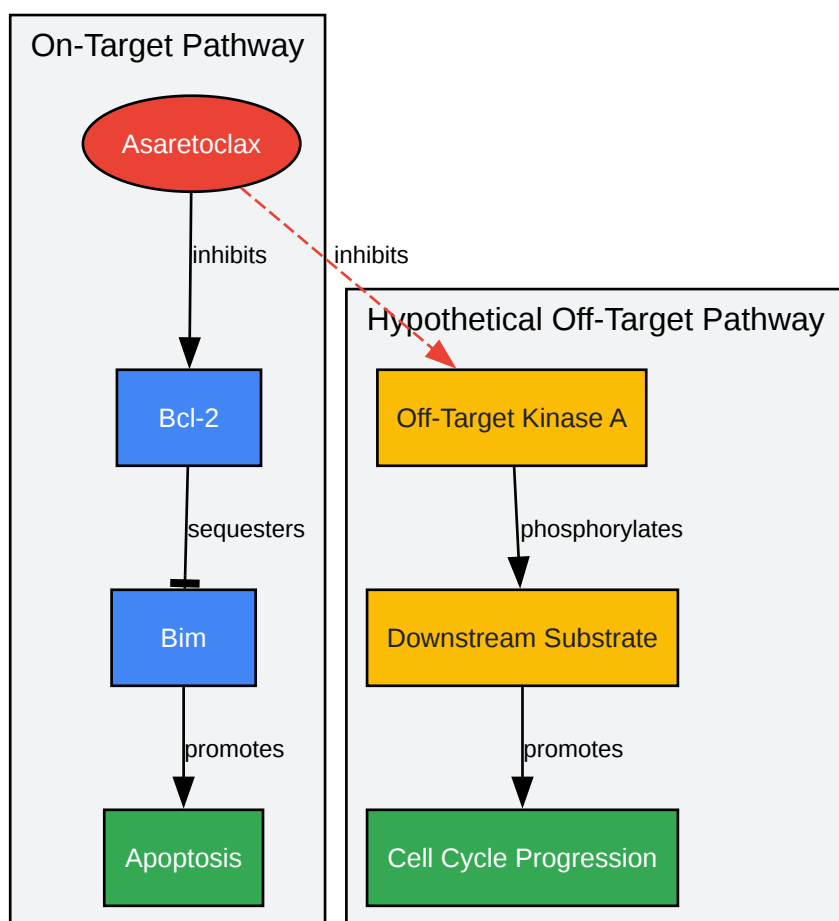 On-Target Pathway
Asaretoclax
inhibits
inhibits
Hypothetical Off-Target Pathway
Bcl-2
Off-Target Kinase A
sequesters
phosphorylates
Bim
Downstream Substrate
promotes
promotes
Apoptosis
Cell Cycle Progression